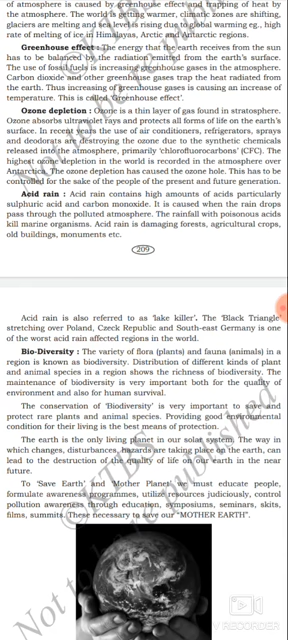 of atmosphere is caused by greenhouse effect and trapping of heat by
the atmosphere. The world is getting warmer, climatic zones are shifting,
glaciers are melting and sea level is rising due to global warming eg., high
rate of melting of ice in Himalayas, Arctic and Antarctic regions.
Greenhouse effect : The energy that the earth receives from the sun
has to be balanced by the radiation emitted from the earth's surface.
The use of fossil fuels is increasing greenhouse gases in the atmosphere.
Carbon dioxide and other greenhouse gases trap the heat radiated from
the earth. Thus increasing of greenhouse gases is causing an increase of
temperature. This is called 'Greenhouse effect'.
Ozone depletion : Ozone is a thin layer of gas found in stratosphere.
Ozone absorbs ultraviolet rays and protects all forms of life on the earth's
surface. In recent years the use of air conditioners, refrigerators, sprays
and deodorants are destroying the ozone due to the synthetic chemicals
released into the atmosphere, primarily 'chlorofluorocarbons' (CFC). The
highest ozone depletion in the world is recorded in the atmosphere over
Antarctica. The ozone depletion has caused the ozone hole. This has to be
controlled for the sake of the people of the present and future generation.
Acid rain : Acid rain contains high amounts of acids particularly
sulphuric acid and carbon monoxide. It is caused when the rain drops
pass through the polluted atmosphere. The rainfall with poisonous acids
kill marine organisms. Acid rain is damaging forests, agricultural crops,
old buildings, monuments etc.
209
Acid rain is also referred to as 'lake killer'. The 'Black Triangle'
stretching over Poland, Czeck Republic and South-east Germany is one
of the worst acid rain affected regions in the world.
Bio-Diversity : The variety of flora (plants) and fauna (animals) in a
region is known as biodiversity. Distribution of different kinds of plant
and animal species in a region shows the richness of biodiversity. The
maintenance of biodiversity is very important both for the quality of
environment and also for human survival.
The conservation of 'Biodiversity' is very important to save and
protect rare plants and animal species. Providing good environmental
condition for their living is the best means of protection.
The earth is the only living planet in our solar system. The way in
which changes, disturbances, hazards are taking place on the earth, can
lead to the destruction of the quality of life on our earth in the near
future.
To 'Save Earth' and 'Mother Planet' we must educate people,
formulate awareness programmes, utilize resources judiciously, control
pollution awareness through education, symposiums, seminars, skits,
films, summits. These necessary to save our "MOTHER EARTH".
©KTBS
Not to be republished
V RECORDER